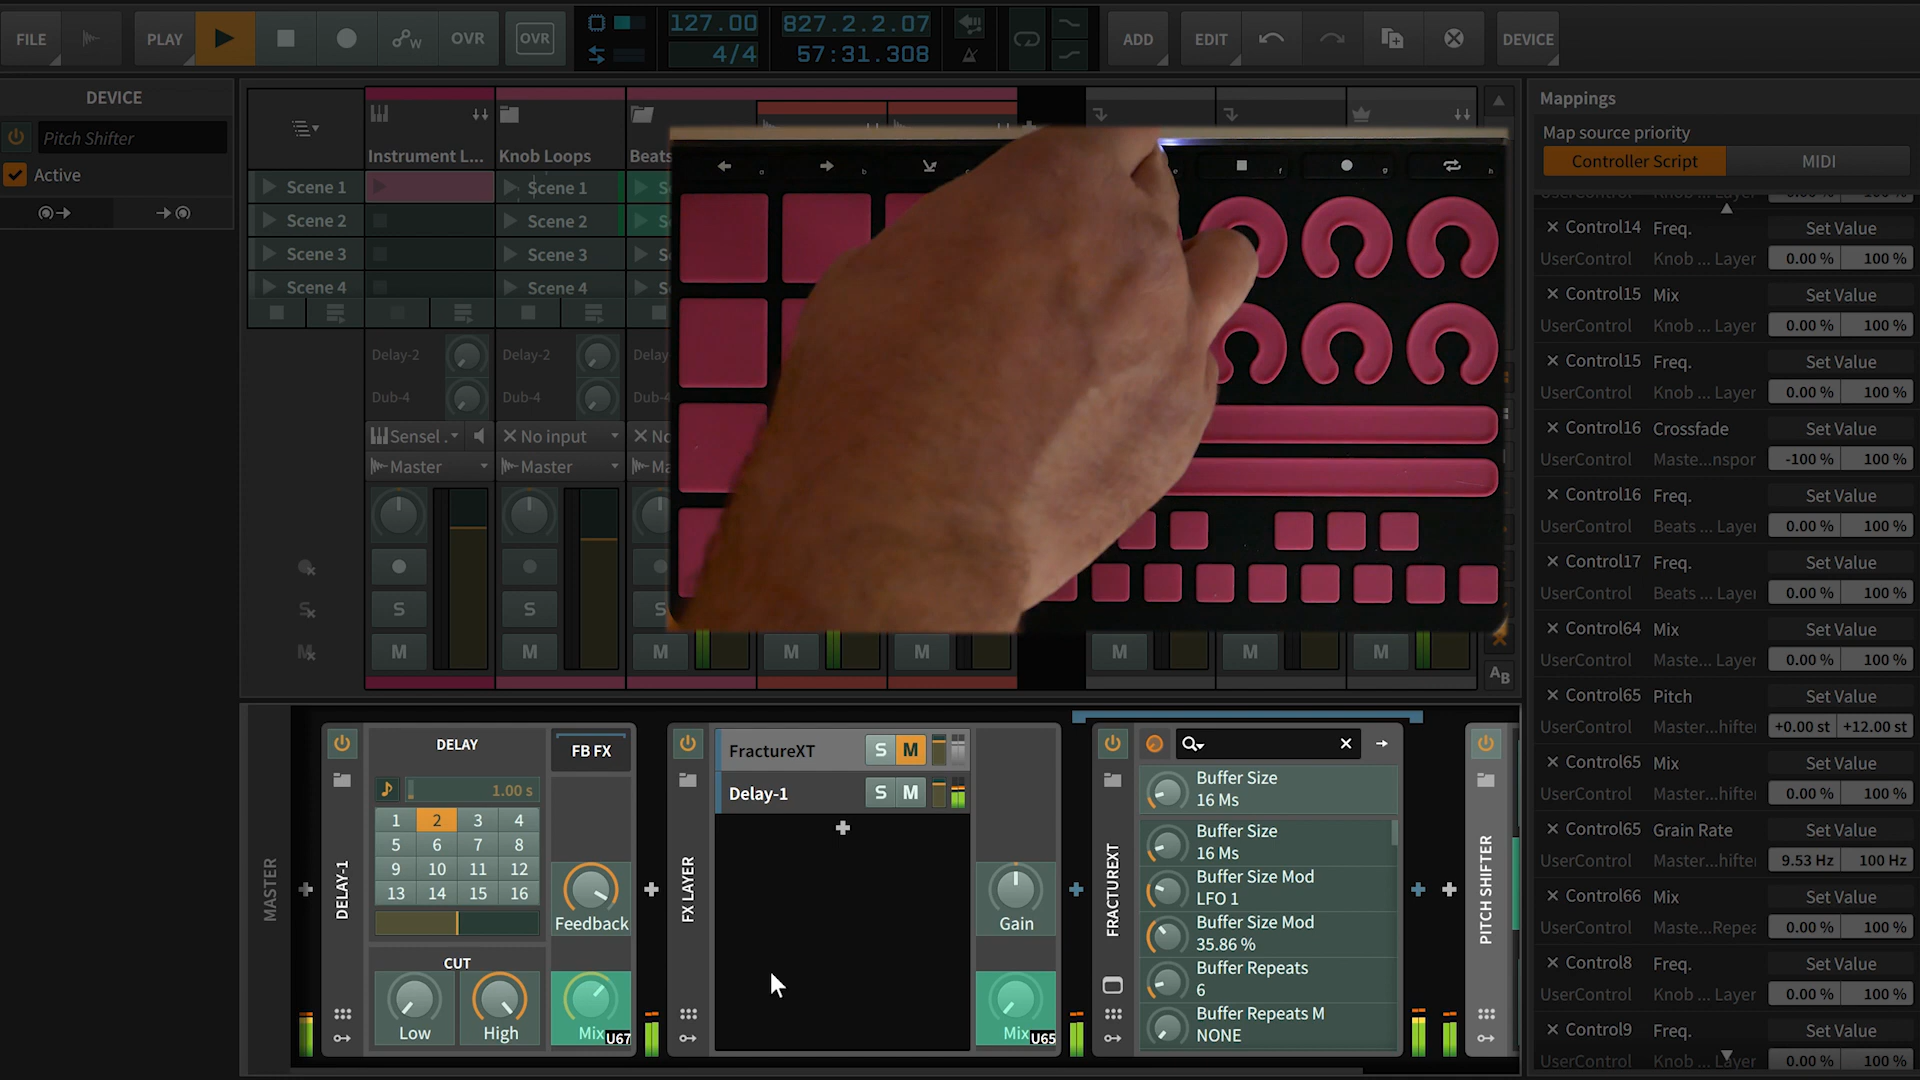 FILE
PLAY
OVR
OVR
127.00
4/4
827.2.2.07
57:31.308
ADD
EDIT
DEVICE
DEVICE
Pitch Shifter
Active
Instrument L...
Knob Loops
Beats
Scene 1
Scene 2
Scene 3
Scene 4
Scene 1
Scene 2
Scene 3
Scene 4
Delay-2
Delay-2
Delay
Dub-4
Dub-4
Dub-4
Sensel .
No input
Master
Master
Ma
S
S
S
M
M
M
M
M
M
M
M
Mappings
Map source priority
Controller Script
MIDI
Control14 Freq. Set Value
UserControl Knob ... Layer 0.00 % 100 %
Control15 Mix Set Value
UserControl Knob ... Layer 0.00 % 100 %
Control15 Freq. Set Value
UserControl Knob ... Layer 0.00 % 100 %
Control16 Crossfade Set Value
UserControl Maste...nspor -100 % 100 %
Control16 Freq. Set Value
UserControl Beats ... Layer 0.00 % 100 %
Control17 Freq. Set Value
UserControl Beats ... Layer 0.00 % 100 %
Control64 Mix Set Value
UserControl Maste... Layer 0.00 % 100 %
Control65 Pitch Set Value
UserControl Master...hifter +0.00 st +12.00 st
Control65 Mix Set Value
UserControl Master...hifter 0.00 % 100 %
Control65 Grain Rate Set Value
UserControl Master...hifter 9.53 Hz 100 Hz
Control66 Mix Set Value
UserControl Maste...Repea 0.00 % 100 %
Control8 Freq. Set Value
UserControl Knob ... Layer 0.00 % 100 %
Control9 Freq. Set Value
UserControl Knob ... Layer 0.00 % 100 %
MASTER
DELAY-1
DELAY
1.00 s
1 2 3 4
5 6 7 8
9 10 11 12
13 14 15 16
CUT
Low
High
FB FX
Feedback
Mix
U67
FX LAYER
FractureXT S M
Delay-1 S M
Gain
Mix
U65
FRACTUREXT
Buffer Size
16 Ms
Buffer Size
16 Ms
Buffer Size Mod
LFO 1
Buffer Size Mod
35.86 %
Buffer Repeats
6
Buffer Repeats M
NONE
PITCH SHIFTER